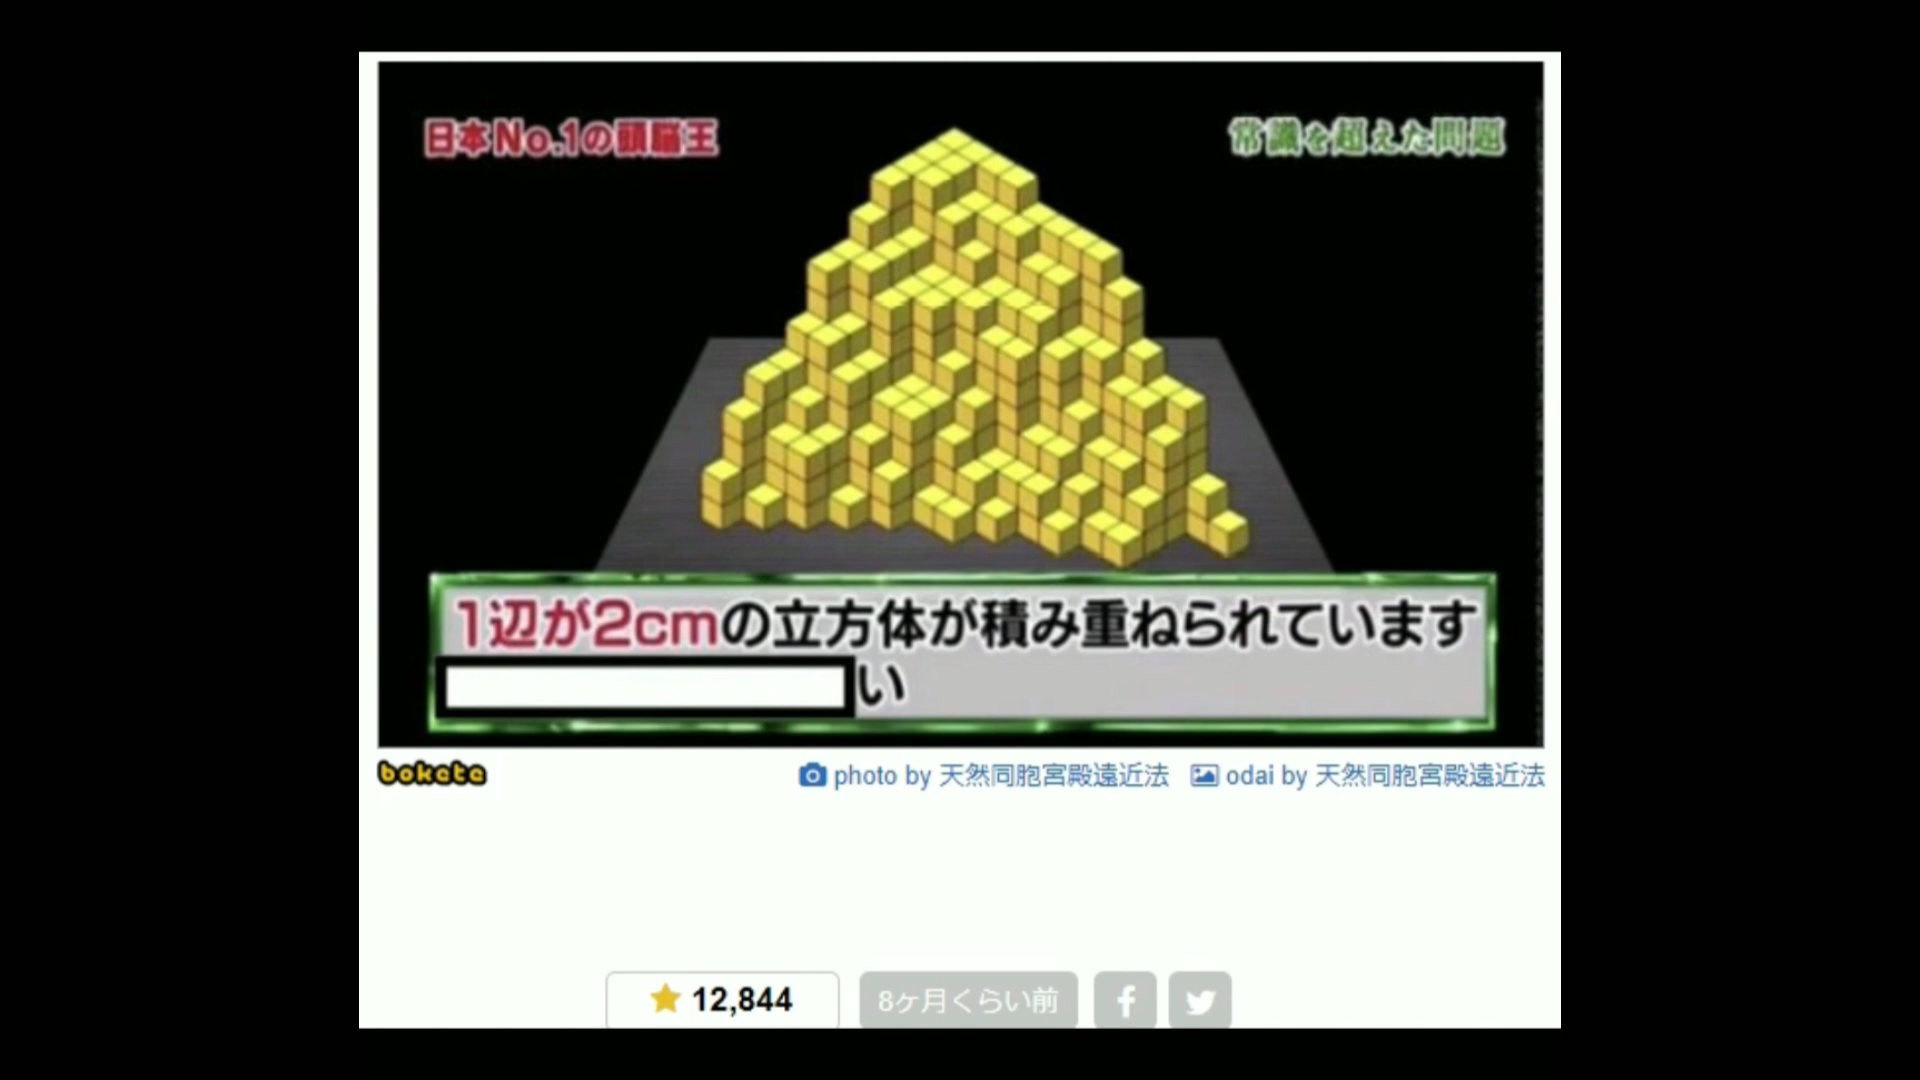 日本No.1の頭脳王
常識を超えた問題
1辺が2cmの立方体が積み重ねられています
い
bokete
photo by 天然同胞宮殿遠近法 odai by 天然同胞宮殿遠近法
12,844
8ヶ月くらい前